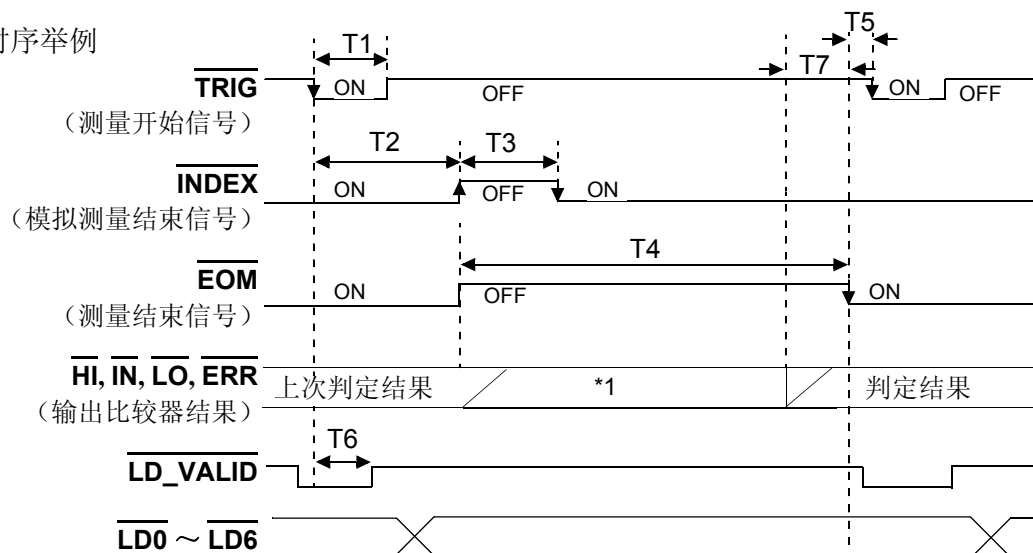 时序举例
T1
T5
T7
TRIG
ON
OFF
ON
OFF
（测量开始信号）
T2
T3
INDEX
ON
OFF
ON
（模拟测量结束信号）
T4
EOM
ON
OFF
ON
（测量结束信号）
HI, IN, LO, ERR
上次判定结果
*1
判定结果
（输出比较器结果）
T6
LD_VALID
LD0 ～ LD6